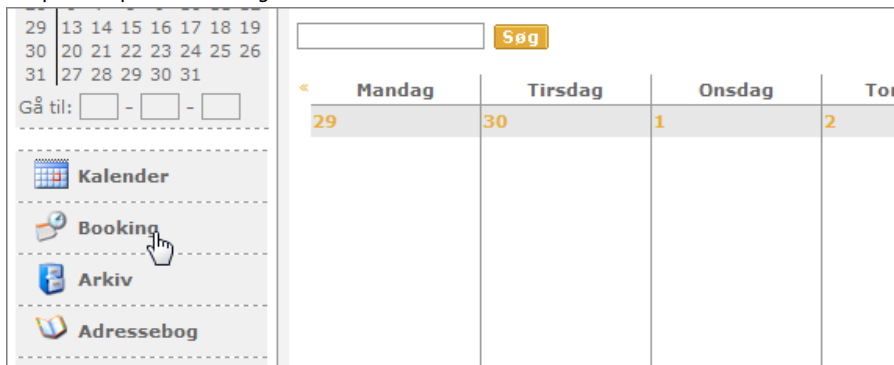 29 13 14 15 16 17 18 19
30 20 21 22 23 24 25 26
31 27 28 29 30 31
Gå til: - -
Kalender
Booking
Arkiv
Adressebog
Søg
« Mandag Tirsdag Onsdag
29 30 1 2